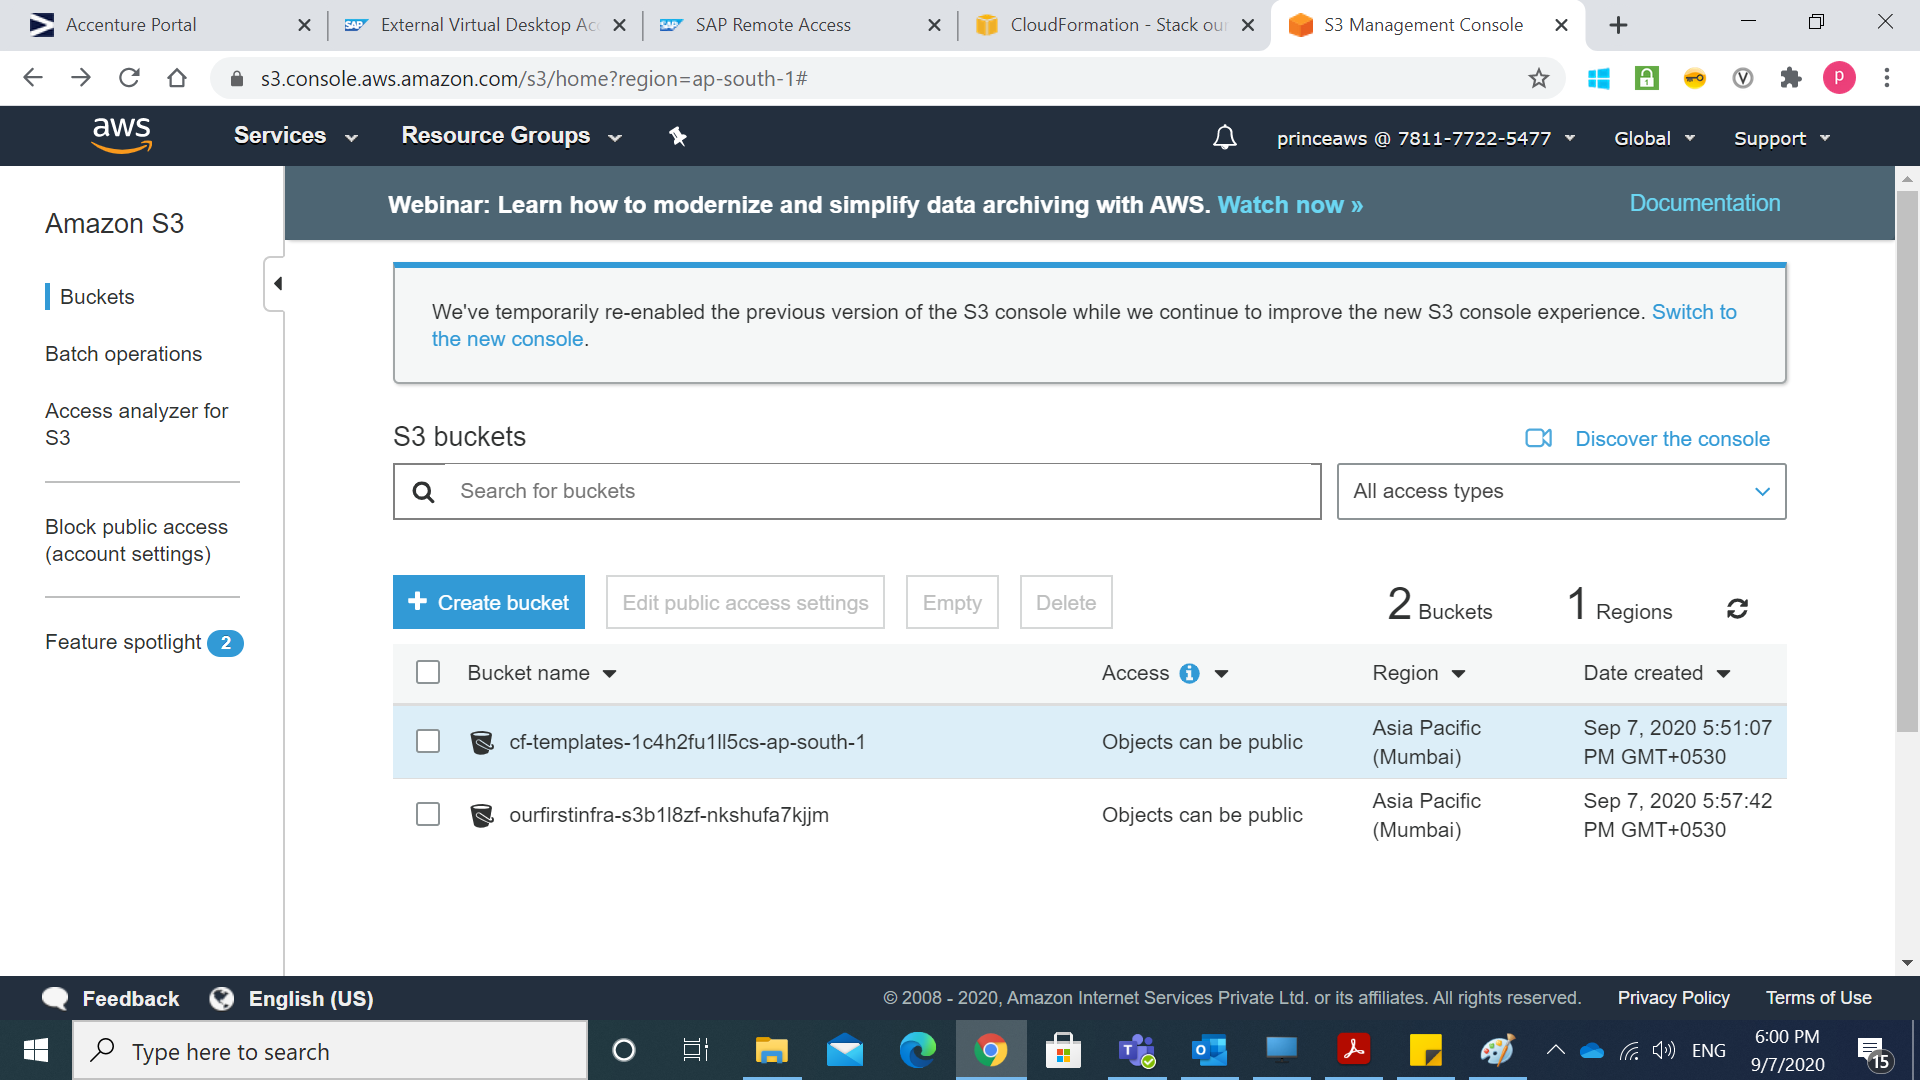 Accenture Portal
External Virtual Desktop Acc
SAP Remote Access
CloudFormation - Stack our
S3 Management Console
s3.console.aws.amazon.com/s3/home?region=ap-south-1#
P
aws
Services
Resource Groups
princeaws @ 7811-7722-5477
Global
Support
Webinar: Learn how to modernize and simplify data archiving with AWS. Watch now »
Documentation
Amazon S3
Buckets
Batch operations
Access analyzer for
S3
Block public access
(account settings)
Feature spotlight 2
We've temporarily re-enabled the previous version of the S3 console while we continue to improve the new S3 console experience. Switch to
the new console.
S3 buckets
Discover the console
Search for buckets
All access types
+ Create bucket
Edit public access settings
Empty
Delete
2 Buckets
1 Regions
Bucket name
Access
Region
Date created
cf-templates-1c4h2fu1ll5cs-ap-south-1
Objects can be public
Asia Pacific
(Mumbai)
Sep 7, 2020 5:51:07
PM GMT+0530
ourfirstinfra-s3b1l8zf-nkshufa7kjjm
Objects can be public
Asia Pacific
(Mumbai)
Sep 7, 2020 5:57:42
PM GMT+0530
Feedback
English (US)
© 2008 - 2020, Amazon Internet Services Private Ltd. or its affiliates. All rights reserved.
Privacy Policy
Terms of Use
Type here to search
ENG
6:00 PM
9/7/2020
15